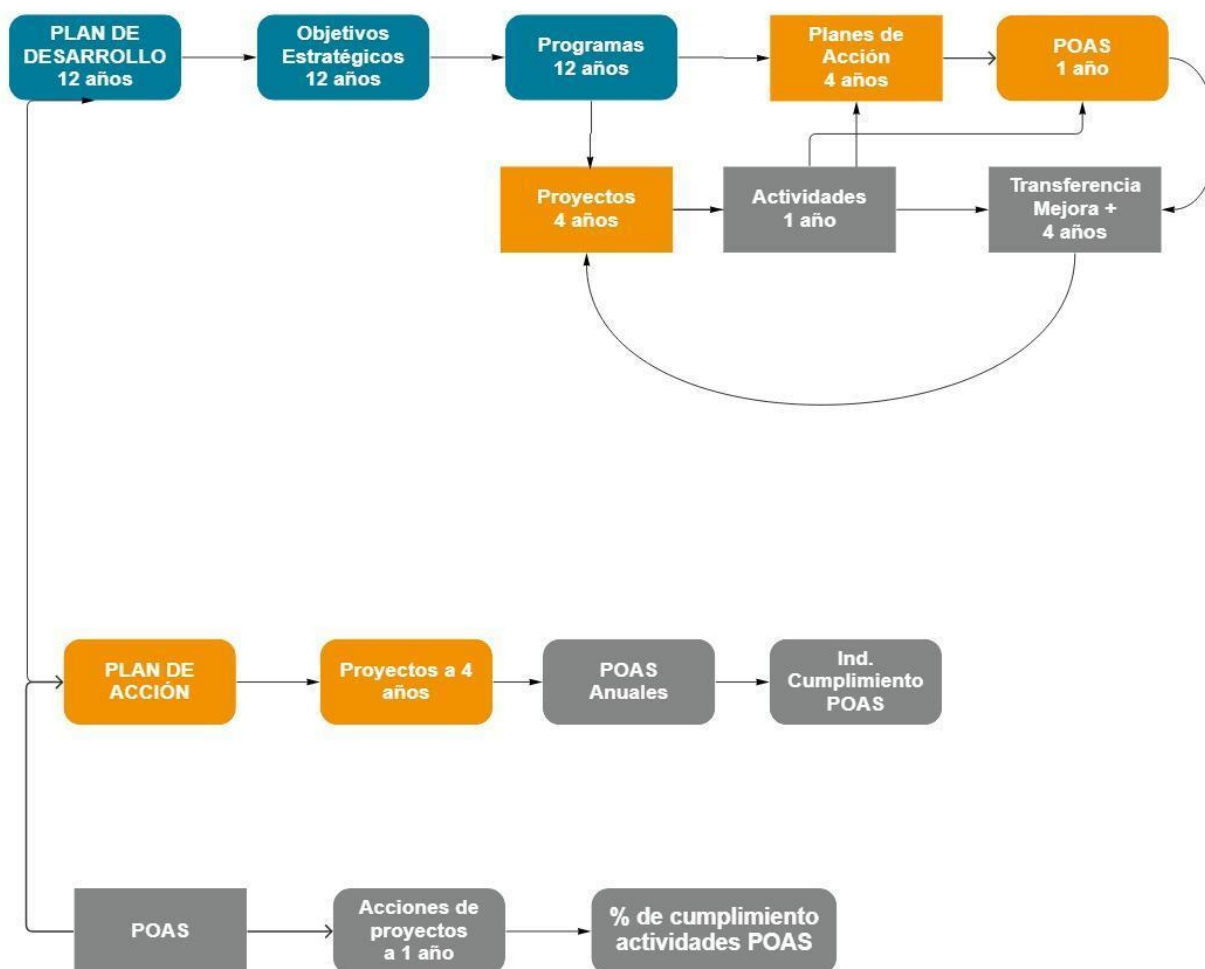 PLAN DE
DESARROLLO
12 años
Objetivos
Estratégicos
12 años
Programas
12 años
Planes de
Acción
4 años
POAS
1 año
Proyectos
4 años
Actividades
1 año
Transferencia
Mejora +
4 años
PLAN DE
ACCIÓN
Proyectos a 4
años
POAS
Anuales
Ind.
Cumplimiento
POAS
POAS
Acciones de
proyectos
a 1 año
% de cumplimiento
actividades POAS